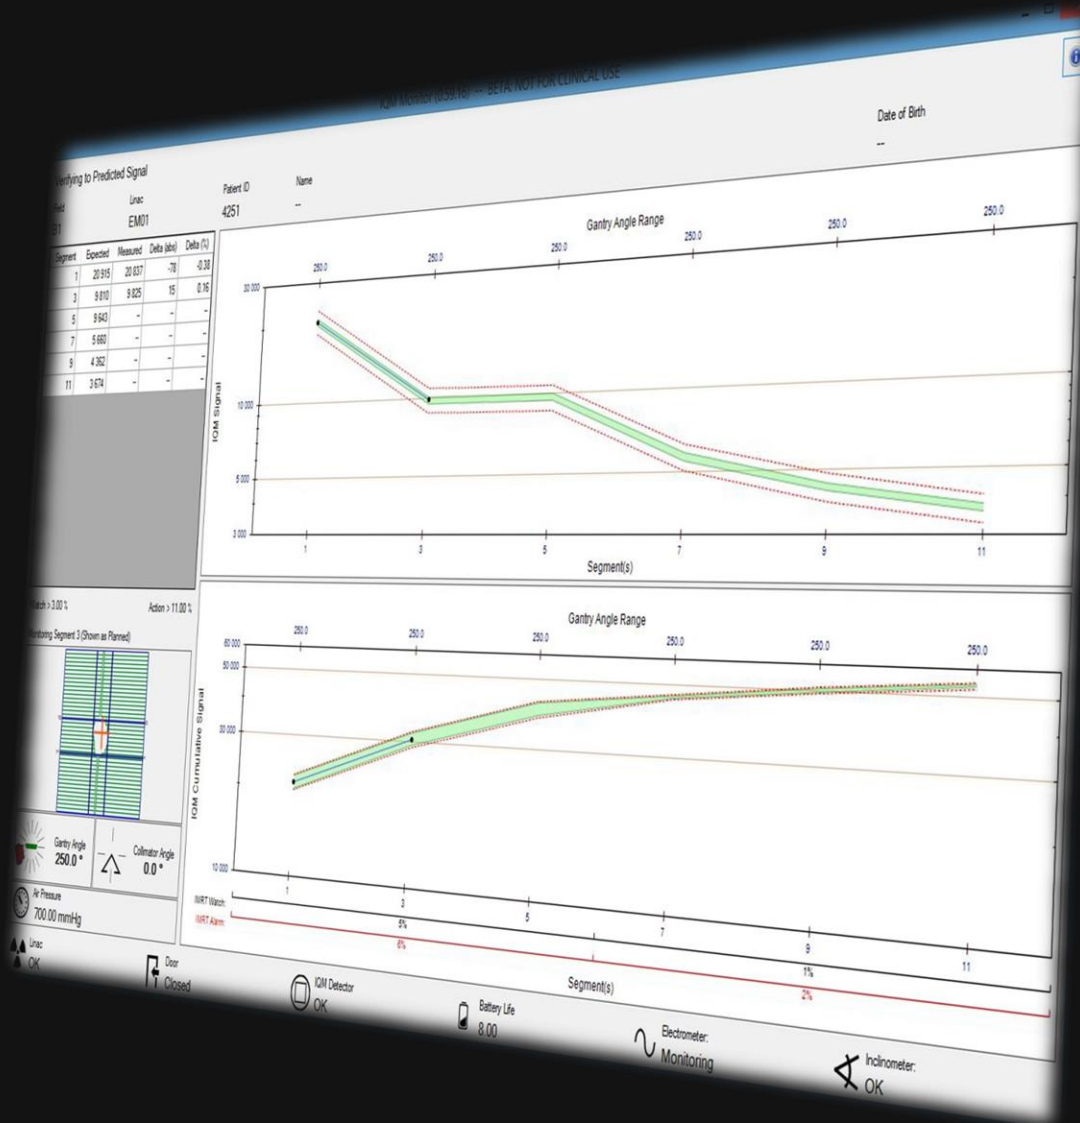 IQM Monitor (0.59.18) -- BETA: NOT FOR CLINICAL USE
Verifying to Predicted Signal
Linac
EM01
Patient ID
4251
Name
--
Date of Birth
--
Segment Expected Measured Delta (abs) Delta (%)
1 20 915 20 837 -78 -0.38
3 9 810 9 825 15 0.16
5 9 643 - - -
7 5 660 - - -
9 4 362 - - -
11 3 674 - - -
Gantry Angle Range
250.0 250.0 250.0 250.0 250.0 250.0
30 000
10 000
5 000
3 000
IQM Signal
1 3 5 7 9 11
Segment(s)
Watch > 3.00 % Action > 11.00 %
Monitoring Segment 3 (Shown as Planned)
Gantry Angle
250.0 °
Collimator Angle
0.0 °
Air Pressure
700.00 mmHg
Gantry Angle Range
250.0 250.0 250.0 250.0 250.0 250.0
60 000
50 000
30 000
10 000
IQM Cumulative Signal
1 3 5 7 9 11
IMRT Watch:
5% 1%
IMRT Alarm:
6% 2%
Segment(s)
Linac
OK
Door
Closed
IQM Detector
OK
Battery Life
8.00
Electrometer:
Monitoring
Inclinometer:
OK